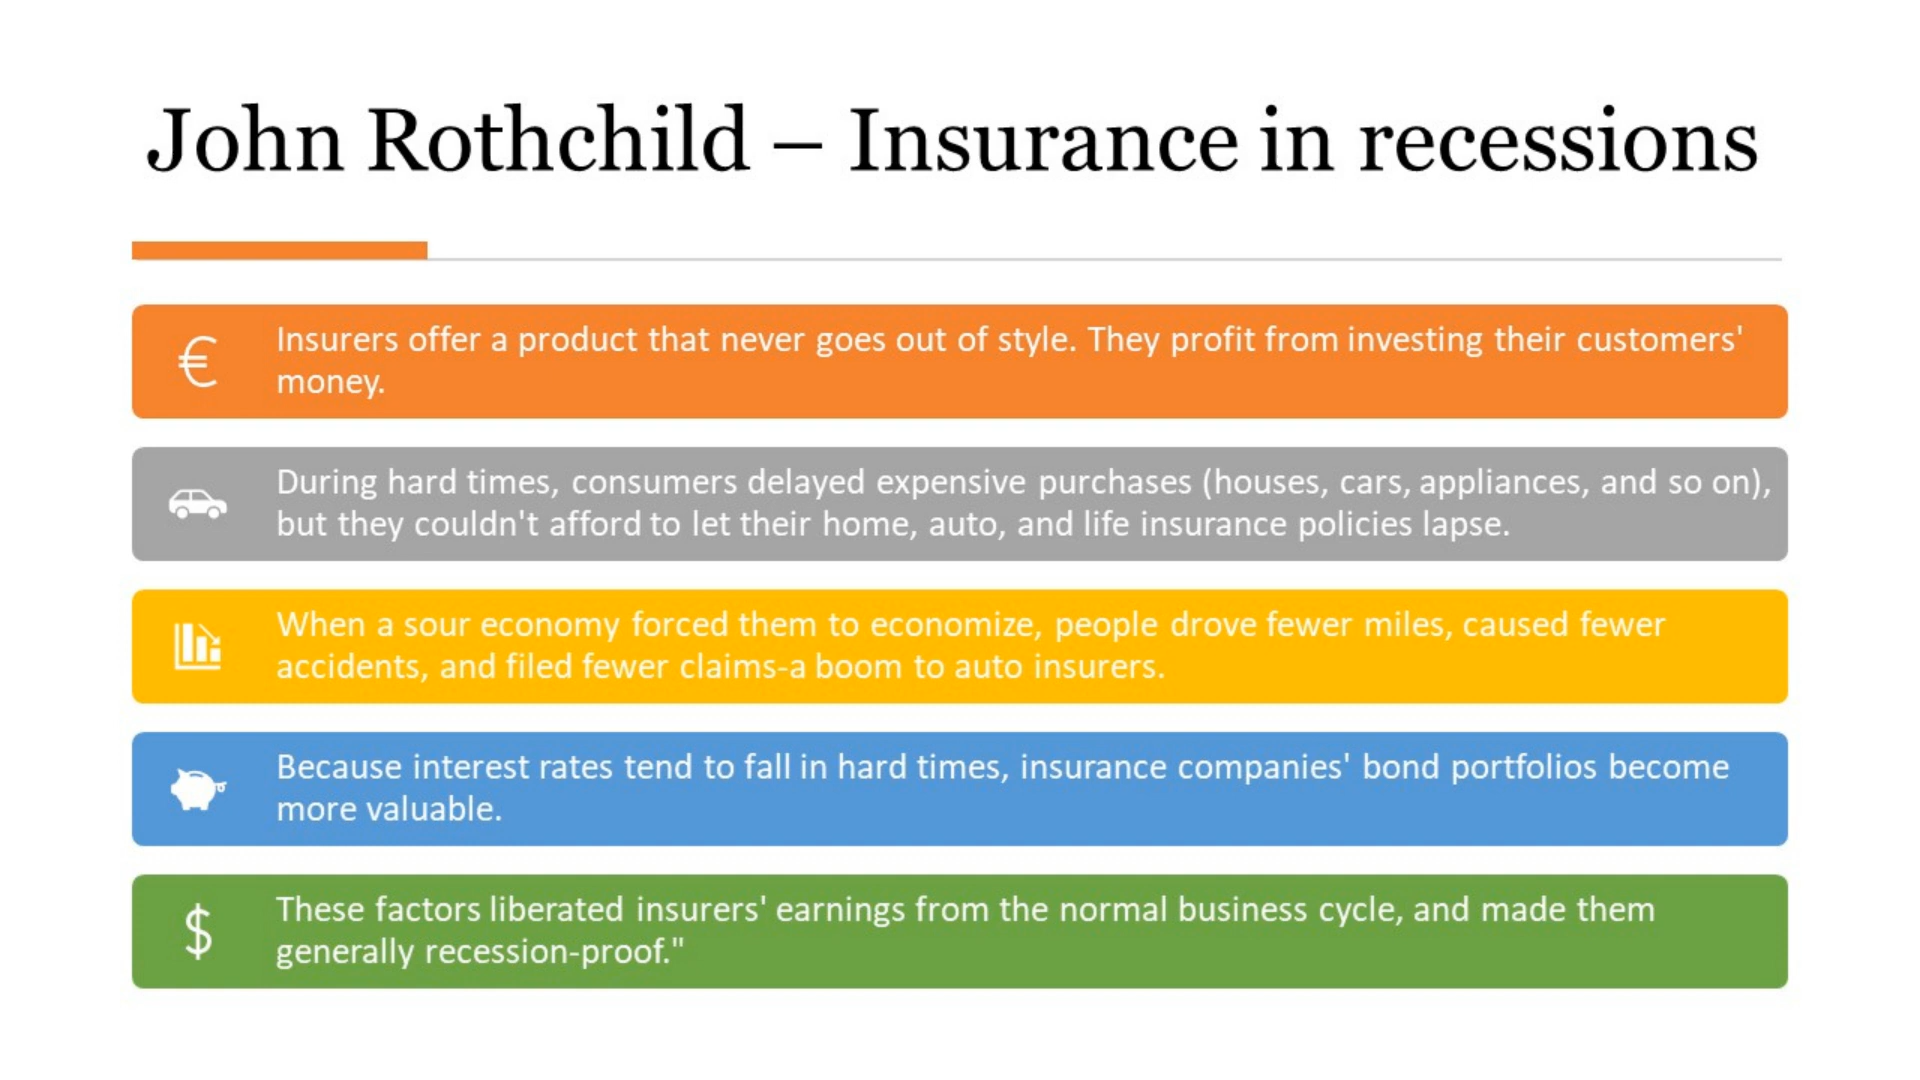 John Rothchild – Insurance in recessions
Insurers offer a product that never goes out of style. They profit from investing their customers'
money.
During hard times, consumers delayed expensive purchases (houses, cars, appliances, and so on),
but they couldn't afford to let their home, auto, and life insurance policies lapse.
When a sour economy forced them to economize, people drove fewer miles, caused fewer
accidents, and filed fewer claims-a boom to auto insurers.
Because interest rates tend to fall in hard times, insurance companies' bond portfolios become
more valuable.
These factors liberated insurers' earnings from the normal business cycle, and made them
generally recession-proof."